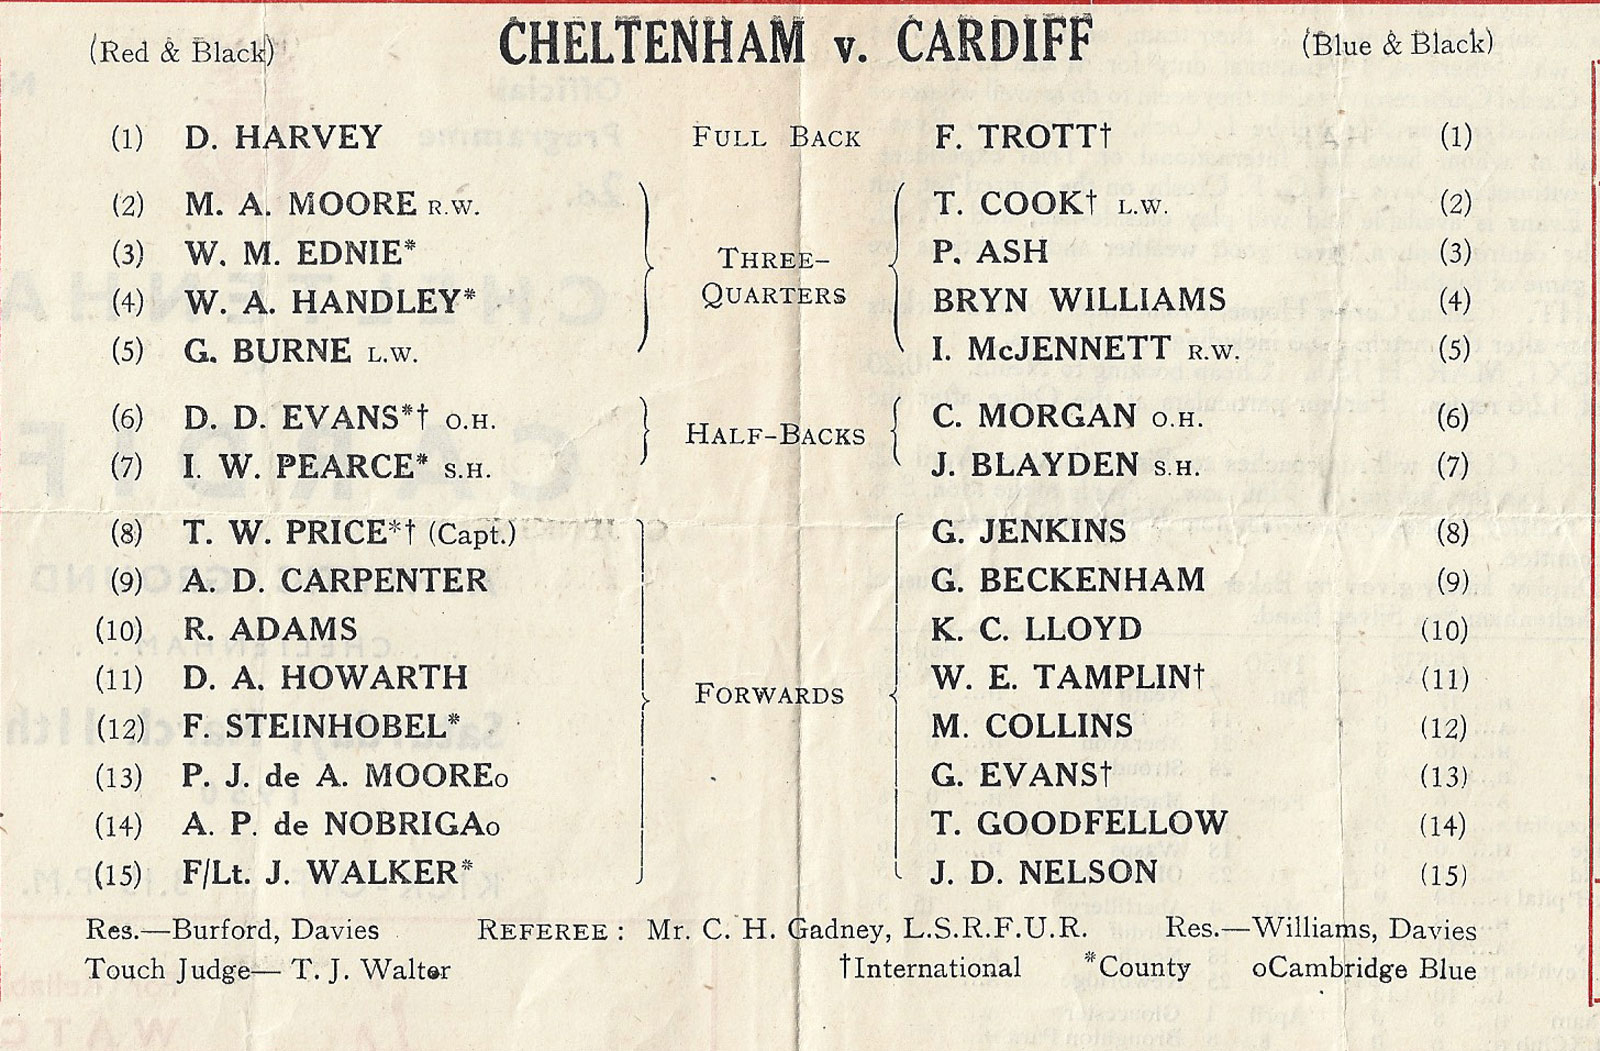 (Red & Black) CHELTENHAM v. CARDIFF (Blue & Black)
(1) D. HARVEY FULL BACK F. TROTT† (1)
(2) M. A. MOORE R.W. T. COOK† L.W. (2)
(3) W. M. EDNIE* THREE- P. ASH (3)
(4) W. A. HANDLEY* QUARTERS BRYN WILLIAMS (4)
(5) G. BURNE L.W. I. McJENNETT R.W. (5)
(6) D. D. EVANS*† O.H. C. MORGAN O.H. (6)
HALF-BACKS
(7) I. W. PEARCE* S.H. J. BLAYDEN S.H. (7)
(8) T. W. PRICE*† (Capt.) G. JENKINS (8)
(9) A. D. CARPENTER G. BECKENHAM (9)
(10) R. ADAMS K. C. LLOYD (10)
(11) D. A. HOWARTH FORWARDS W. E. TAMPLIN† (11)
(12) F. STEINHOBEL* M. COLLINS (12)
(13) P. J. de A. MOOREo G. EVANS† (13)
(14) A. P. de NOBRIGAo T. GOODFELLOW (14)
(15) F/Lt. J. WALKER* J. D. NELSON (15)
Res.—Burford, Davies REFEREE : Mr. C. H. Gadney, L.S.R.F.U.R. Res.—Williams, Davies
Touch Judge— T. J. Walter †International *County oCambridge Blue